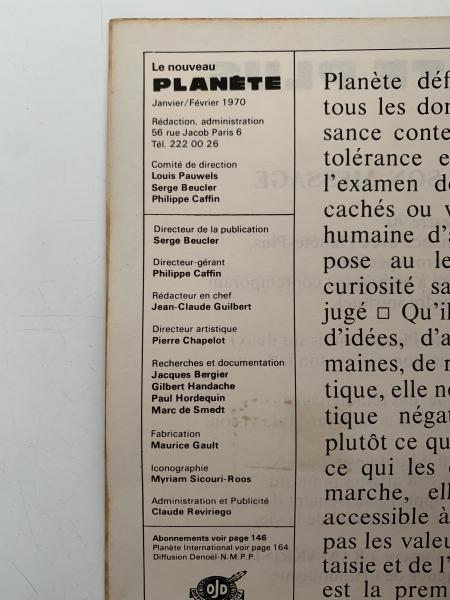 Le nouveau
PLANÈTE
Janvier/Février 1970
Rédaction, administration
56 rue Jacob Paris 6
Tél. 222 00 26
Comité de direction
Louis Pauwels
Serge Beucler
Philippe Caffin
Directeur de la publication
Serge Beucler
Directeur-gérant
Philippe Caffin
Rédacteur en chef
Jean-Claude Guilbert
Directeur artistique
Pierre Chapelot
Recherches et documentation
Jacques Bergier
Gilbert Handache
Paul Hordequin
Marc de Smedt
Fabrication
Maurice Gault
Iconographie
Myriam Sicouri-Roos
Administration et Publicité
Claude Reviriego
Abonnements voir page 146
Planète International voir page 164
Diffusion Denoël-N.M.P.P.
OJD
Planète déf
tous les don
sance conte
tolérance e
l'examen de
cachés ou v
humaine d'a
pose au le
curiosité sa
jugé □ Qu'il
d'idées, d'a
maines, de r
tique, elle ne
tique néga
plutôt ce qu
ce qui les
marche, ell
accessible à
pas les valeu
taisie et de l'
est la prem